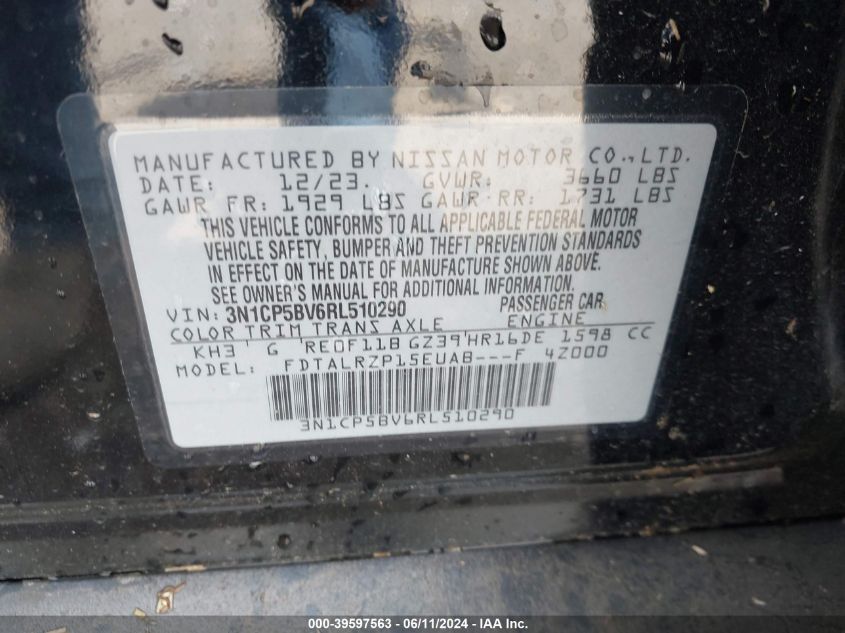 MANUFACTURED BY NISSAN MOTOR CO.,LTD.
DATE: 12/23. GVWR: 3660 LBS
GAWR FR: 1929 LBS GAWR RR: 1731 LBS
THIS VEHICLE CONFORMS TO ALL APPLICABLE FEDERAL MOTOR
VEHICLE SAFETY, BUMPER AND THEFT PREVENTION STANDARDS
IN EFFECT ON THE DATE OF MANUFACTURE SHOWN ABOVE.
SEE OWNER'S MANUAL FOR ADDITIONAL INFORMATION.
VIN: 3N1CP5BV6RL510290 PASSENGER CAR
COLOR TRIM TRANS AXLE ENGINE
KH3 G RE0F11B GZ39 HR16DE 1598 CC
MODEL: FDTALRZP15EUAB---F 4Z000
3N1CP5BV6RL510290
000-39597563 - 06/11/2024 - IAA Inc.